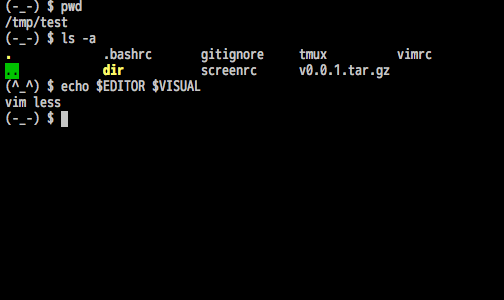 (-_-) $ pwd
/tmp/test
(-_-) $ ls -a
. .bashrc gitignore tmux vimrc
.. dir screenrc v0.0.1.tar.gz
(^_^) $ echo $EDITOR $VISUAL
vim less
(-_-) $